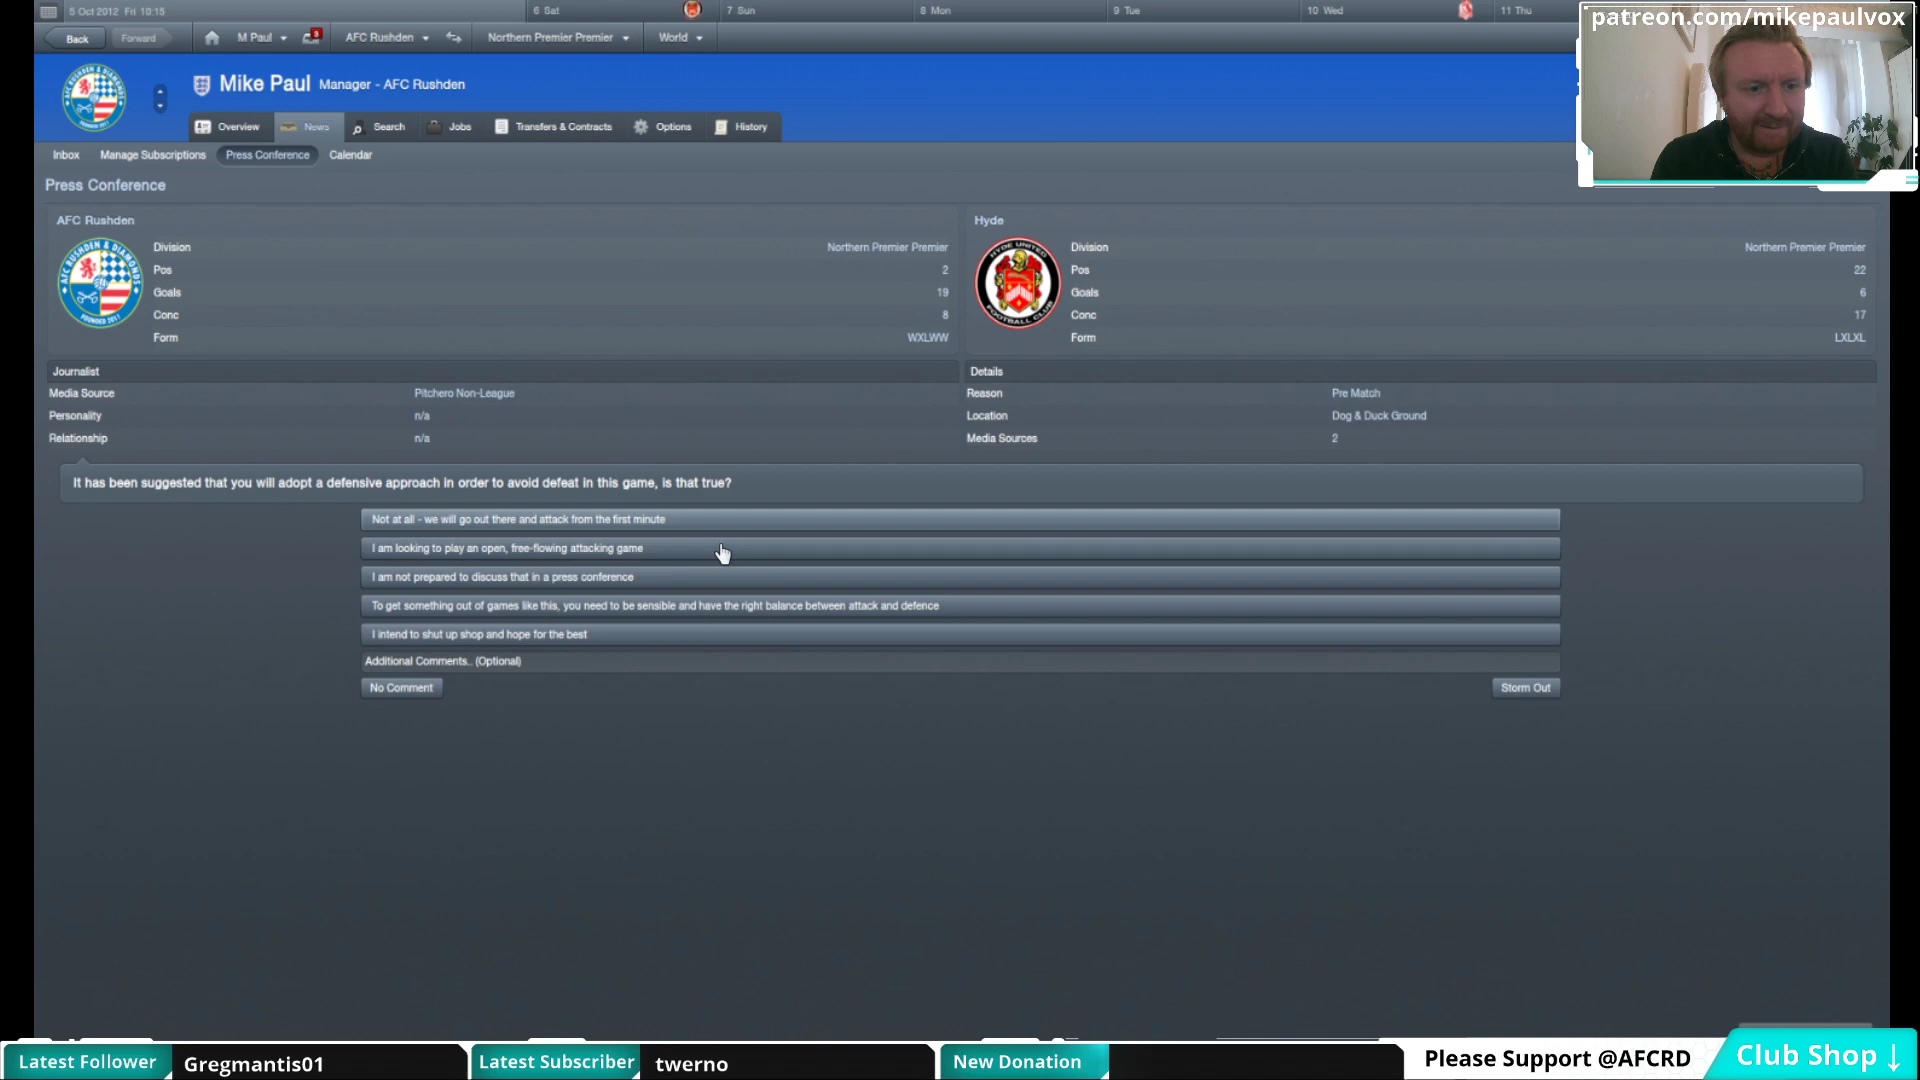 5 Oct 2012 Fri 10:15
6 Sat
7 Sun
8 Mon
9 Tue
10 Wed
11 Thu
patreon.com/mikepaulvox
Back
Forward
M Paul
AFC Rushden
Northern Premier Premier
World
Mike Paul Manager - AFC Rushden
Overview
News
Search
Jobs
Transfers & Contracts
Options
History
Inbox
Manage Subscriptions
Press Conference
Calendar
Press Conference
AFC Rushden
Division Northern Premier Premier
Pos 2
Goals 19
Conc 8
Form WXLWW
Hyde
Division Northern Premier Premier
Pos 22
Goals 6
Conc 17
Form LXLXL
Journalist
Media Source Pitchero Non-League
Personality n/a
Relationship n/a
Details
Reason Pre Match
Location Dog & Duck Ground
Media Sources 2
It has been suggested that you will adopt a defensive approach in order to avoid defeat in this game, is that true?
Not at all - we will go out there and attack from the first minute
I am looking to play an open, free-flowing attacking game
I am not prepared to discuss that in a press conference
To get something out of games like this, you need to be sensible and have the right balance between attack and defence
I intend to shut up shop and hope for the best
Additional Comments.. (Optional)
No Comment
Storm Out
Latest Follower
Gregmantis01
Latest Subscriber
twerno
New Donation
Please Support @AFCRD
Club Shop ↓